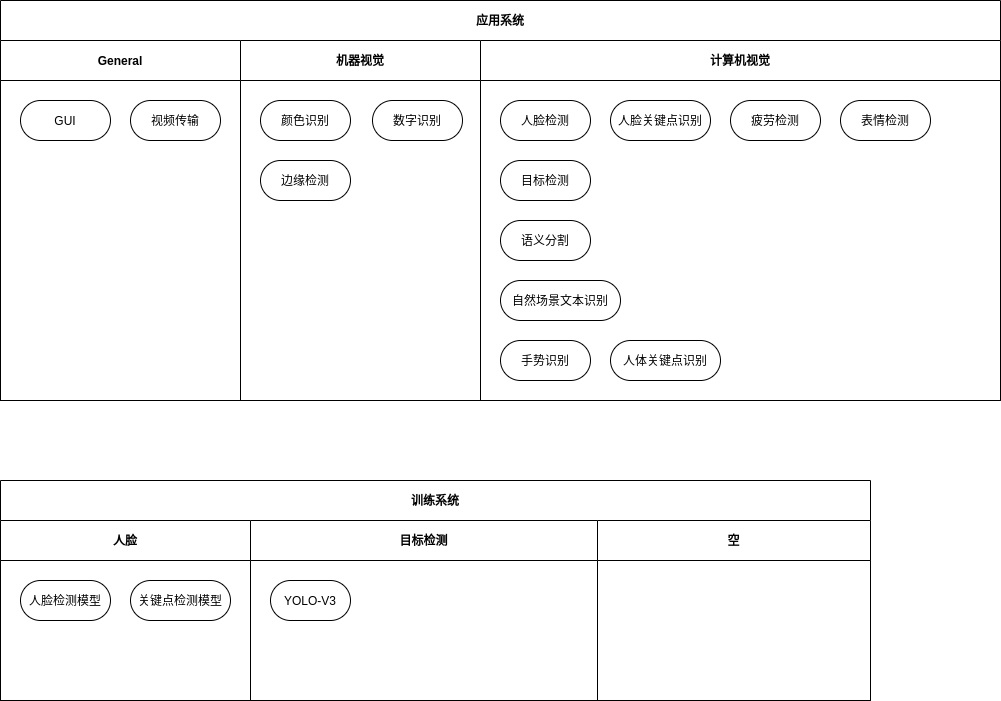 应用系统
General
机器视觉
计算机视觉
GUI
视频传输
颜色识别
数字识别
人脸检测
人脸关键点识别
疲劳检测
表情检测
边缘检测
目标检测
语义分割
自然场景文本识别
手势识别
人体关键点识别
训练系统
人脸
目标检测
空
人脸检测模型
关键点检测模型
YOLO-V3